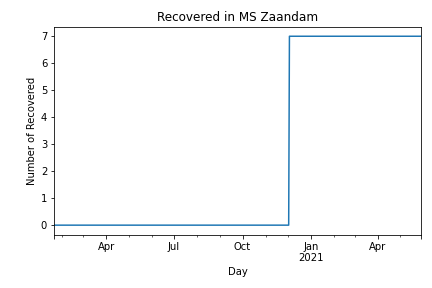 Recovered in MS Zaandam
Number of Recovered
7
6
5
4
3
2
1
0
Apr
Jul
Oct
Jan
2021
Apr
Day